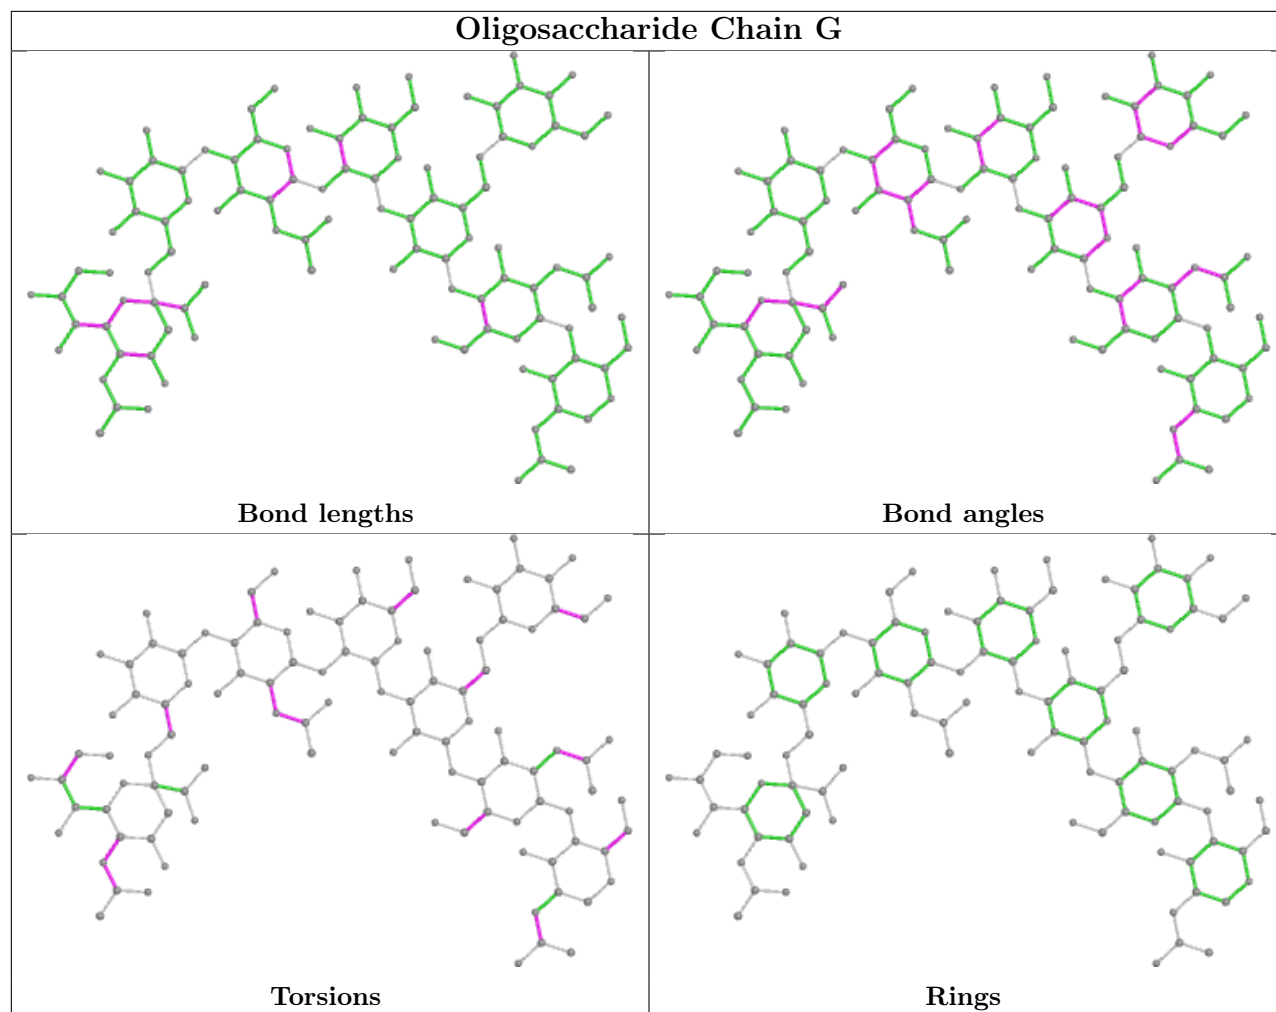 Oligosaccharide Chain G
Bond lengths
Bond angles
Torsions
Rings